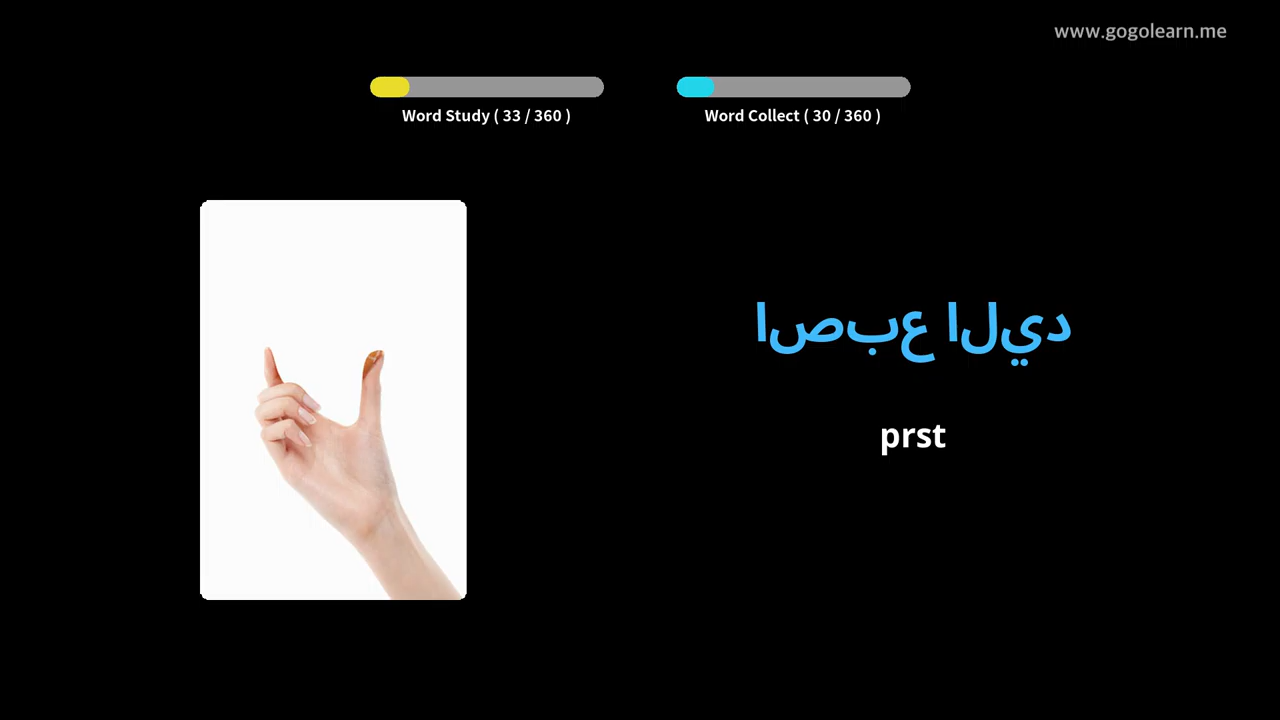 www.gogolearn.me
Word Study ( 33 / 360 )
Word Collect ( 30 / 360 )
اصبع اليد
prst